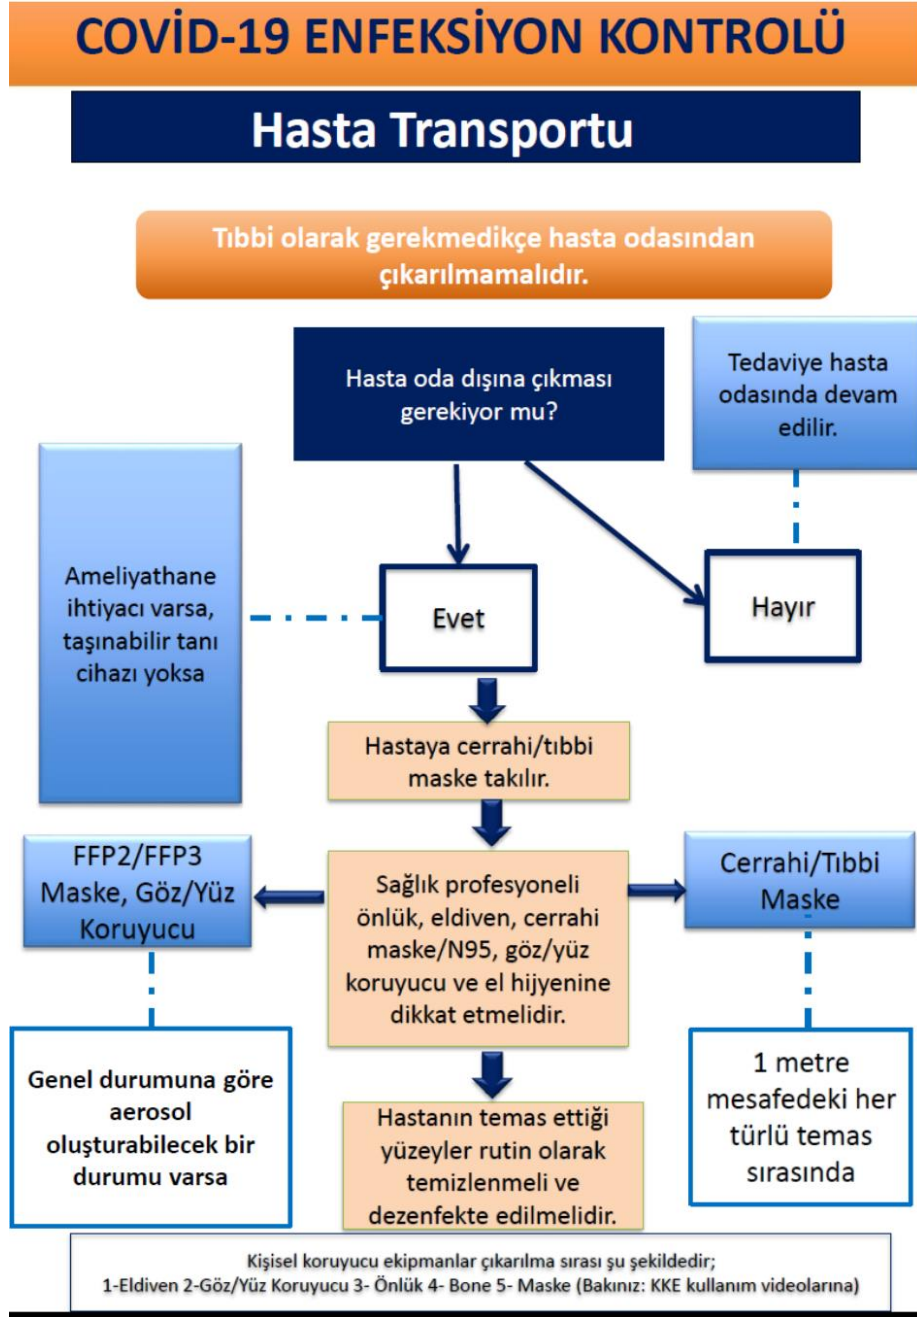 COVİD-19 ENFEKSİYON KONTROLÜ
Hasta Transportu
Tıbbi olarak gerekmedikçe hasta odasından
çıkarılmamalıdır.
Hasta oda dışına çıkması
gerekiyor mu?
Tedaviye hasta
odasında devam
edilir.
Ameliyathane
ihtiyacı varsa,
taşınabilir tanı
cihazı yoksa
Evet
Hayır
Hastaya cerrahi/tıbbi
maske takılır.
FFP2/FFP3
Maske, Göz/Yüz
Koruyucu
Sağlık profesyoneli
önlük, eldiven, cerrahi
maske/N95, göz/yüz
koruyucu ve el hijyenine
dikkat etmelidir.
Cerrahi/Tıbbi
Maske
Genel durumuna göre
aerosol
oluşturabilecek bir
durumu varsa
1 metre
mesafedeki her
türlü temas
sırasında
Hastanın temas ettiği
yüzeyler rutin olarak
temizlenmeli ve
dezenfekte edilmelidir.
Kişisel koruyucu ekipmanlar çıkarılma sırası şu şekildedir;
1-Eldiven 2-Göz/Yüz Koruyucu 3- Önlük 4- Bone 5- Maske (Bakınız: KKE kullanım videolarına)